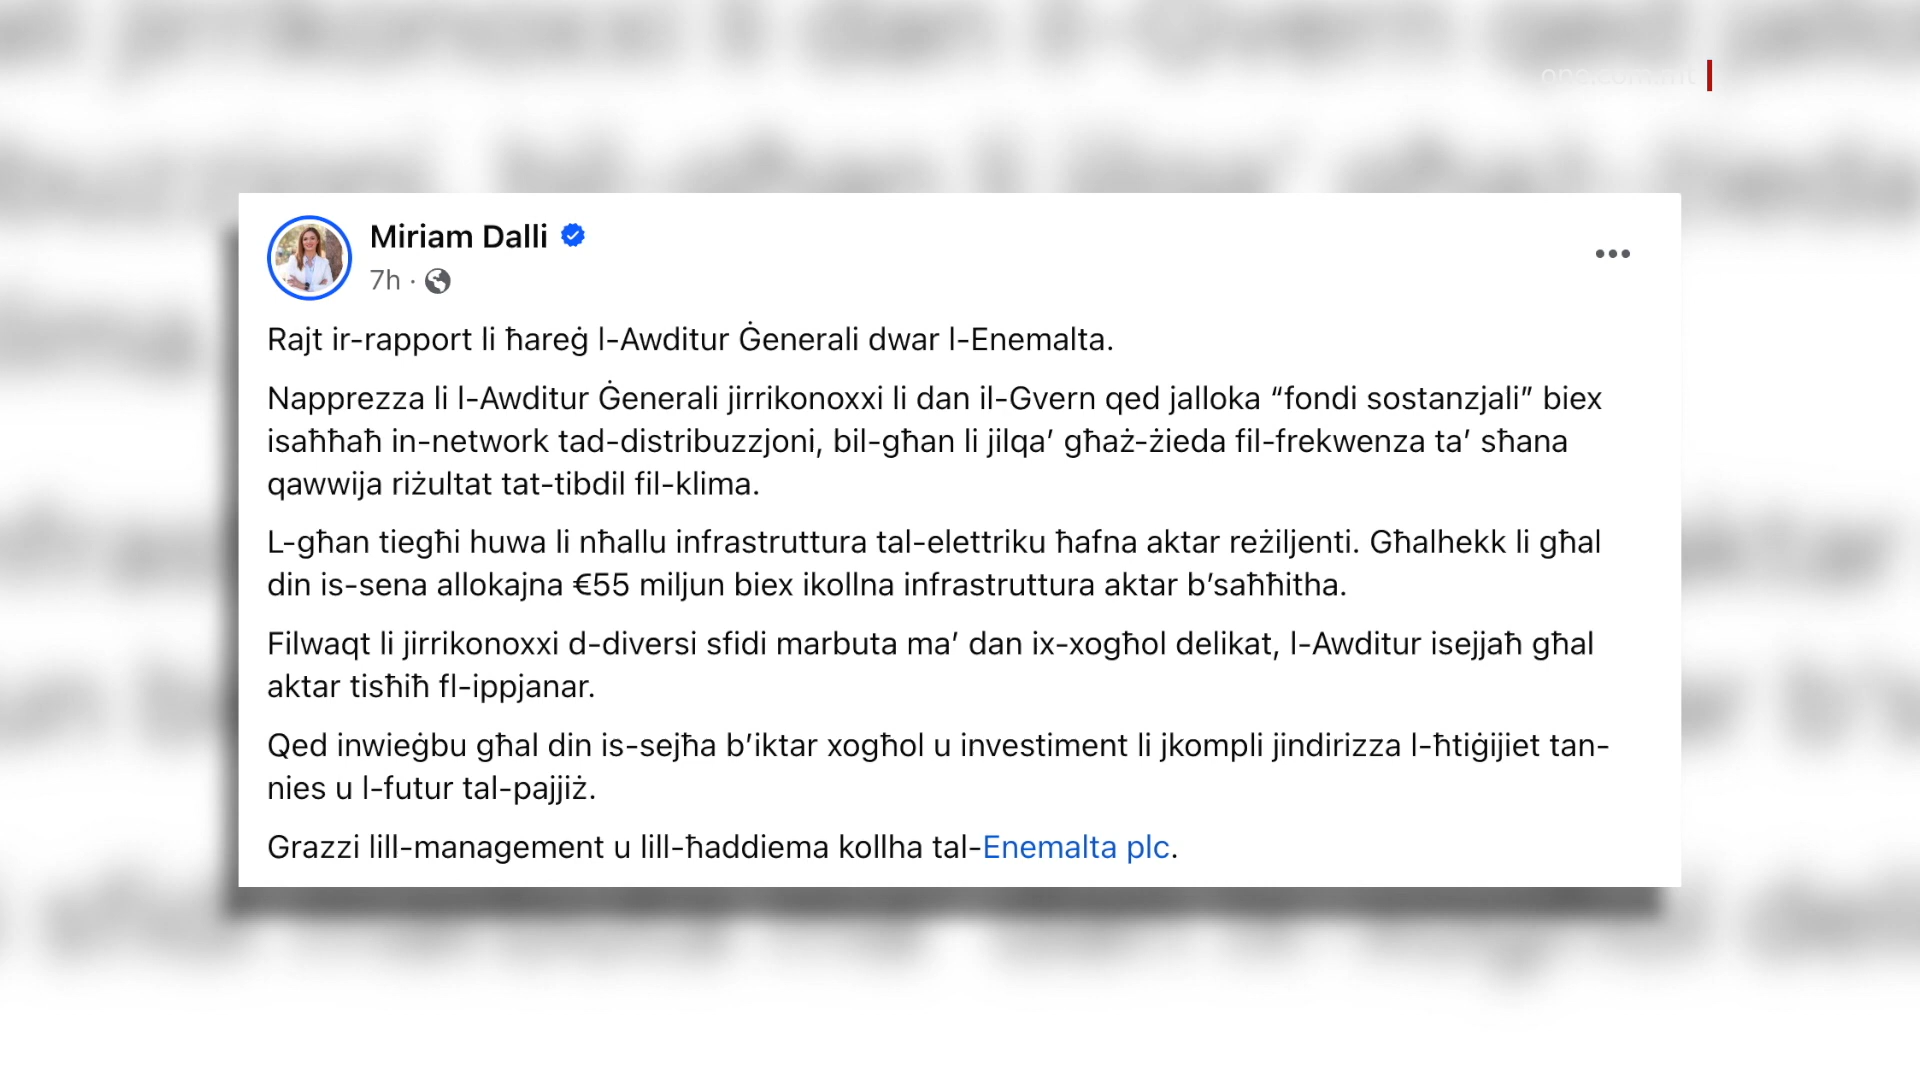 one.com.mt
Miriam Dalli
7h ·
Rajt ir-rapport li ħareġ l-Awditur Ġenerali dwar l-Enemalta.
Napprezza li l-Awditur Ġenerali jirrikonoxxi li dan il-Gvern qed jalloka “fondi sostanzjali” biex
isaħħaħ in-network tad-distribuzzjoni, bil-għan li jilqa’ għaż-żieda fil-frekwenza ta’ sħana
qawwija riżultat tat-tibdil fil-klima.
L-għan tiegħi huwa li nħallu infrastruttura tal-elettriku ħafna aktar reżiljenti. Għalhekk li għal
din is-sena allokajna €55 miljun biex ikollna infrastruttura aktar b’saħħitha.
Filwaqt li jirrikonoxxi d-diversi sfidi marbuta ma’ dan ix-xogħol delikat, l-Awditur isejjaħ għal
aktar tisħiħ fl-ippjanar.
Qed inwieġbu għal din is-sejħa b’iktar xogħol u investiment li jkompli jindirizza l-ħtiġijiet tan-
nies u l-futur tal-pajjiż.
Grazzi lill-management u lill-ħaddiema kollha tal-Enemalta plc.